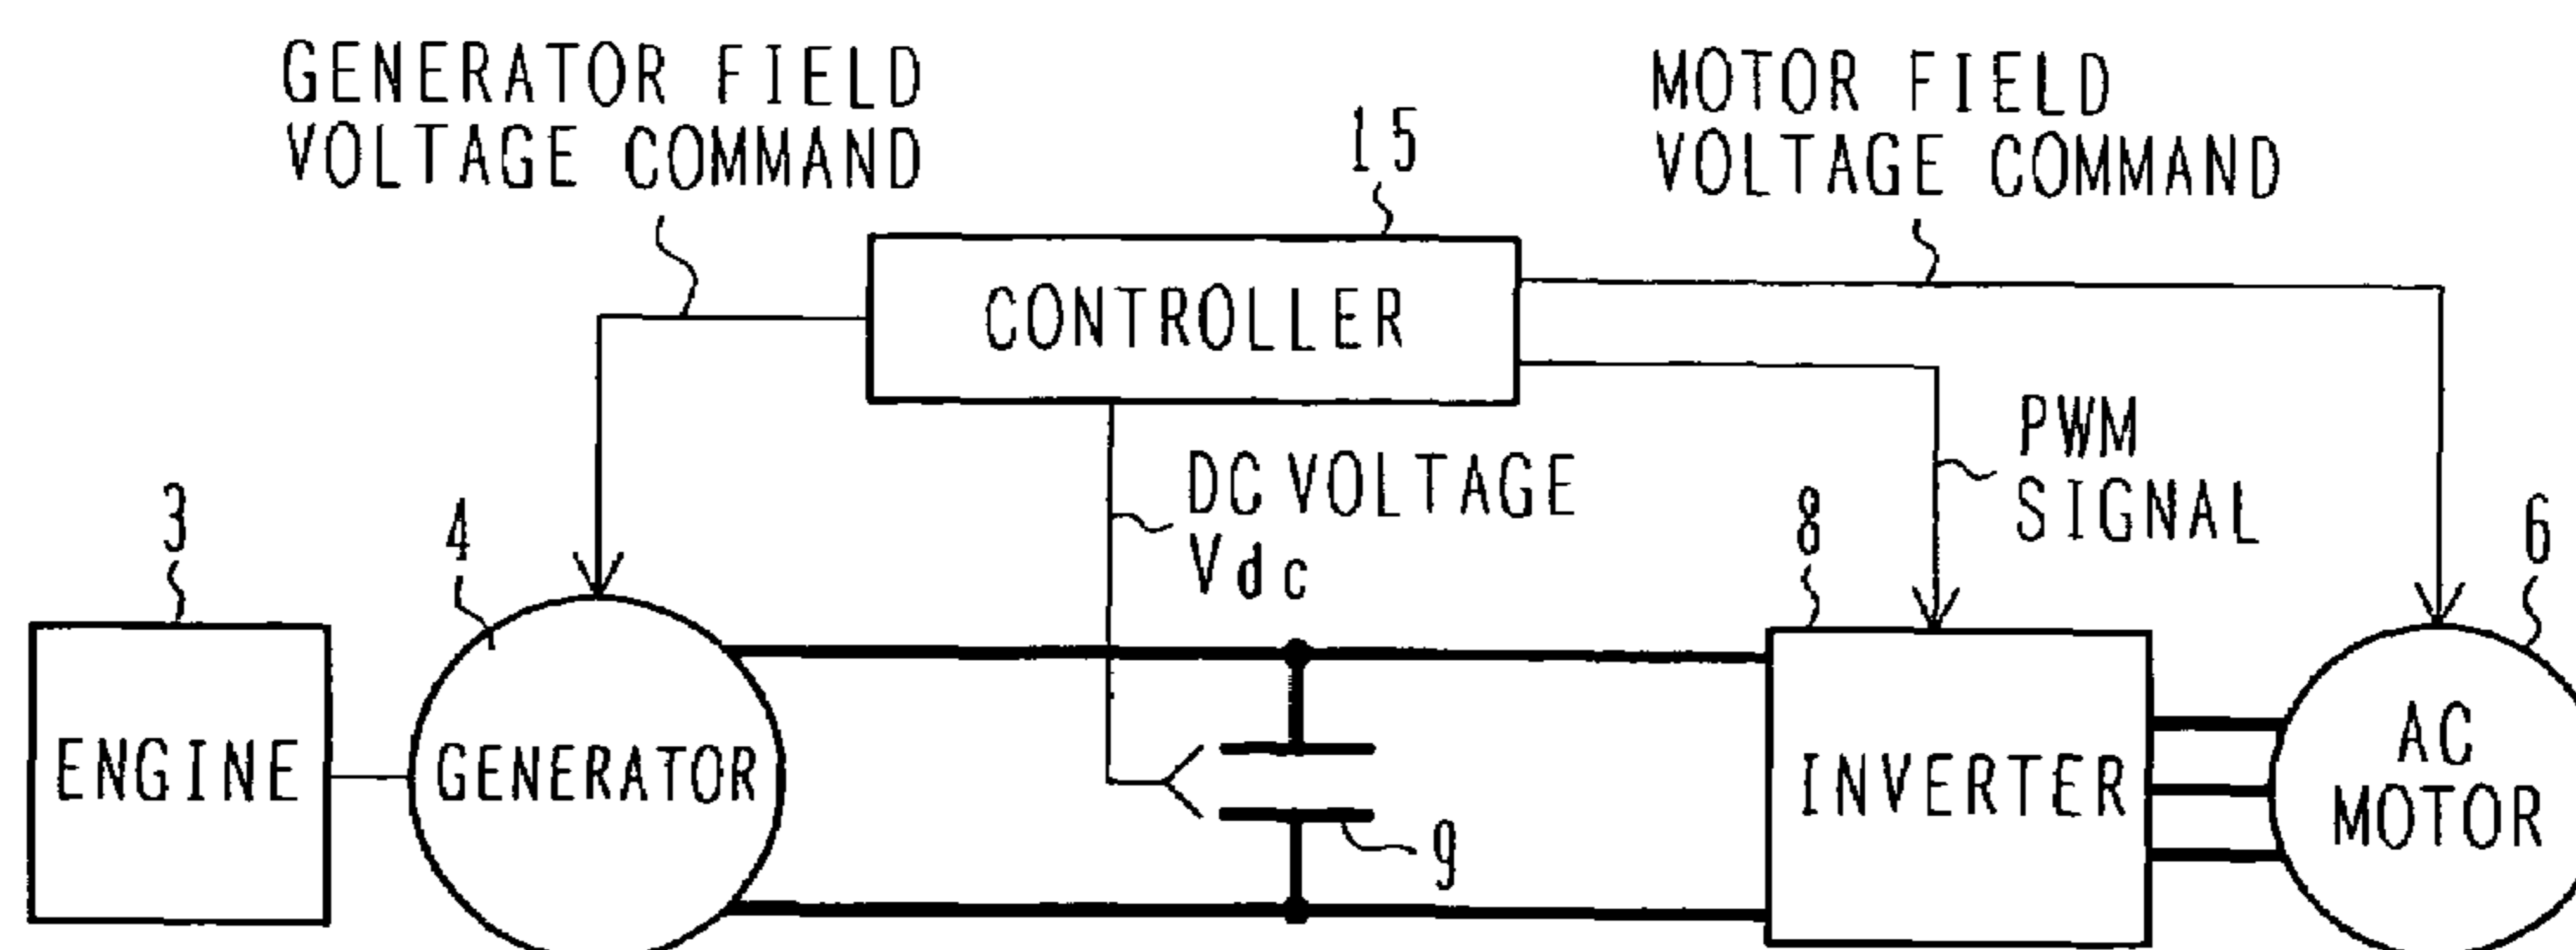 GENERATOR FIELD
VOLTAGE COMMAND
15
MOTOR FIELD
VOLTAGE COMMAND
CONTROLLER
PWM
SIGNAL
DC VOLTAGE
Vdc
3
4
8
6
ENGINE
GENERATOR
9
INVERTER
AC
MOTOR